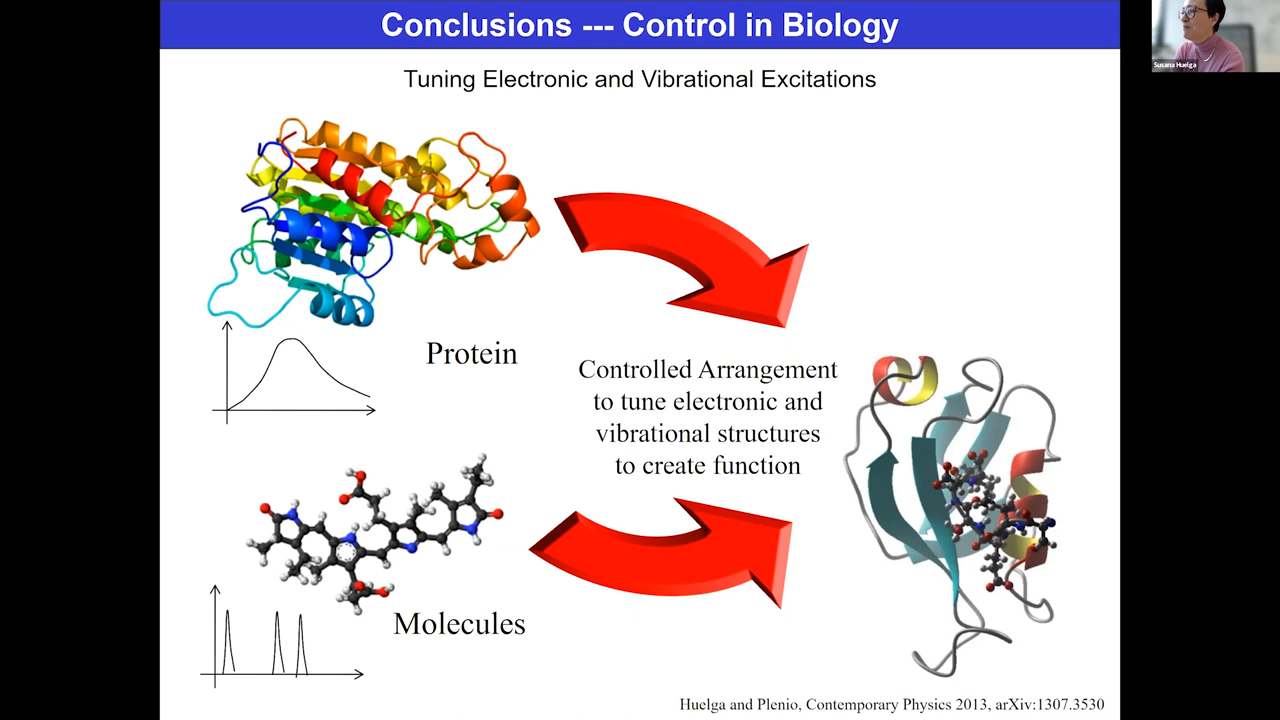 Conclusions --- Control in Biology
Tuning Electronic and Vibrational Excitations
Susana Huelga
Protein
Controlled Arrangement
to tune electronic and
vibrational structures
to create function
Molecules
Huelga and Plenio, Contemporary Physics 2013, arXiv:1307.3530